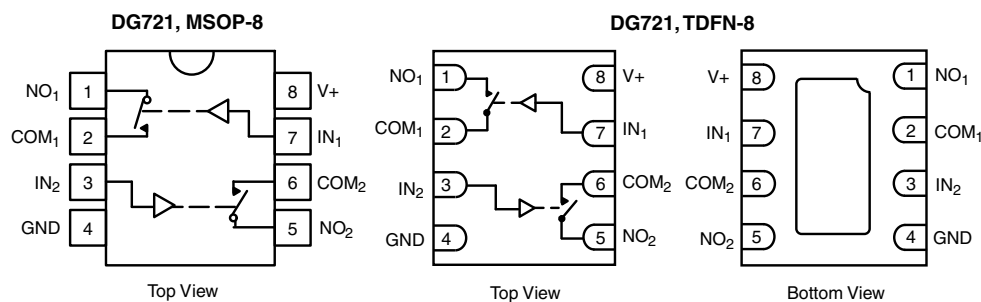 DG721, MSOP-8
NO1 1 8 V+
COM1 2 7 IN1
IN2 3 6 COM2
GND 4 5 NO2
Top View
DG721, TDFN-8
NO1 1 8 V+
COM1 2 7 IN1
IN2 3 6 COM2
GND 4 5 NO2
Top View
V+ 8 1 NO1
IN1 7 2 COM1
COM2 6 3 IN2
NO2 5 4 GND
Bottom View